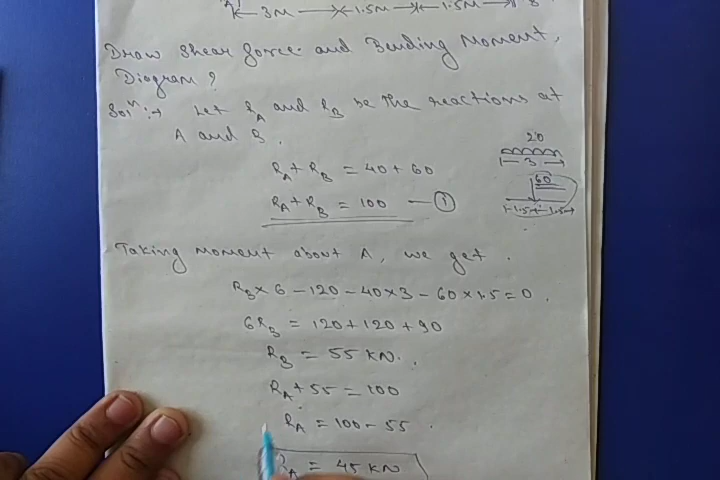 3M 1.5M 1.5M
Draw Shear force and Bending Moment,
Diagram?
Solⁿ :→ Let R_A and R_B be the reactions at
A and B.
R_A + R_B = 40 + 60
R_A + R_B = 100 — ①
20
3
60
1.5 1.5
Taking Moment about A, we get.
R_B × 6 - 120 - 40×3 - 60×1.5 = 0.
6R_B = 120 + 120 + 90
R_B = 55 KN.
R_A + 55 = 100
R_A = 100 - 55
R_A = 45 KN